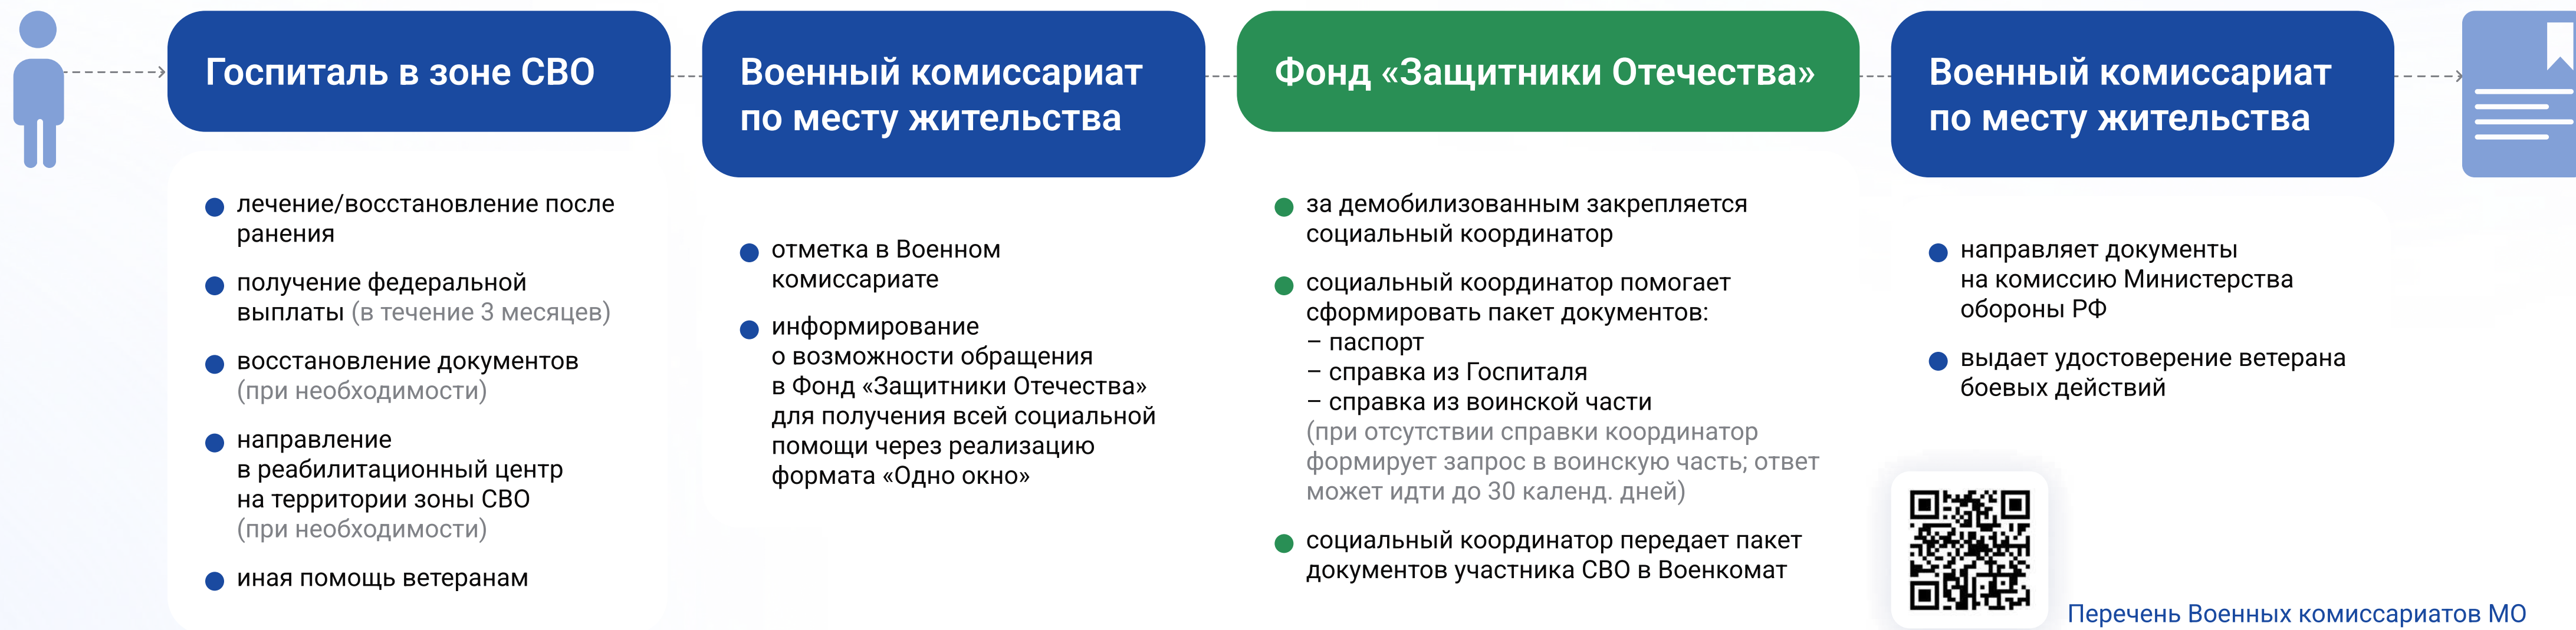 Госпиталь в зоне СВО
лечение/восстановление после
ранения
получение федеральной
выплаты (в течение 3 месяцев)
восстановление документов
(при необходимости)
направление
в реабилитационный центр
на территории зоны СВО
(при необходимости)
иная помощь ветеранам
Военный комиссариат
по месту жительства
отметка в Военном
комиссариате
информирование
о возможности обращения
в Фонд «Защитники Отечества»
для получения всей социальной
помощи через реализацию
формата «Одно окно»
Фонд «Защитники Отечества»
за демобилизованным закрепляется
социальный координатор
социальный координатор помогает
сформировать пакет документов:
– паспорт
– справка из Госпиталя
– справка из воинской части
(при отсутствии справки координатор
формирует запрос в воинскую часть; ответ
может идти до 30 календ. дней)
социальный координатор передает пакет
документов участника СВО в Военкомат
Военный комиссариат
по месту жительства
направляет документы
на комиссию Министерства
обороны РФ
выдает удостоверение ветерана
боевых действий
Перечень Военных комиссариатов МО